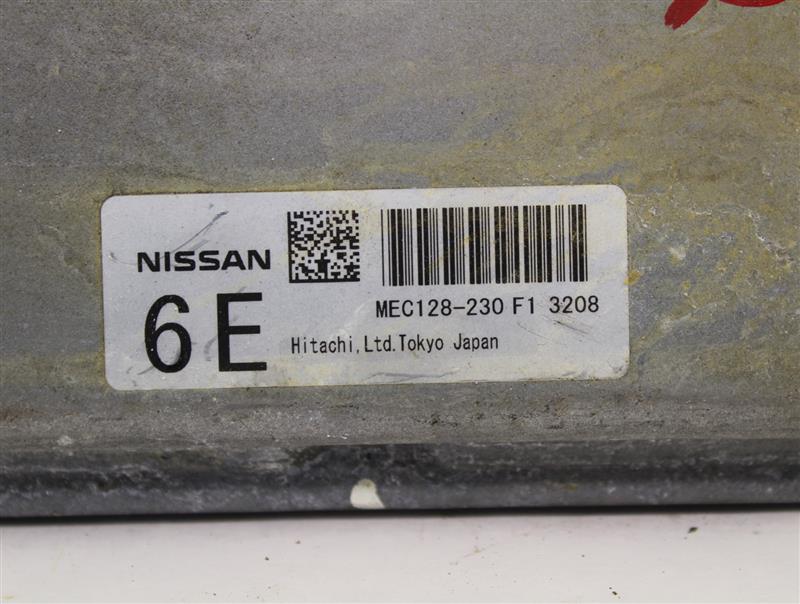 NISSAN
6E
MEC128-230 F1 3208
Hitachi,Ltd.Tokyo Japan